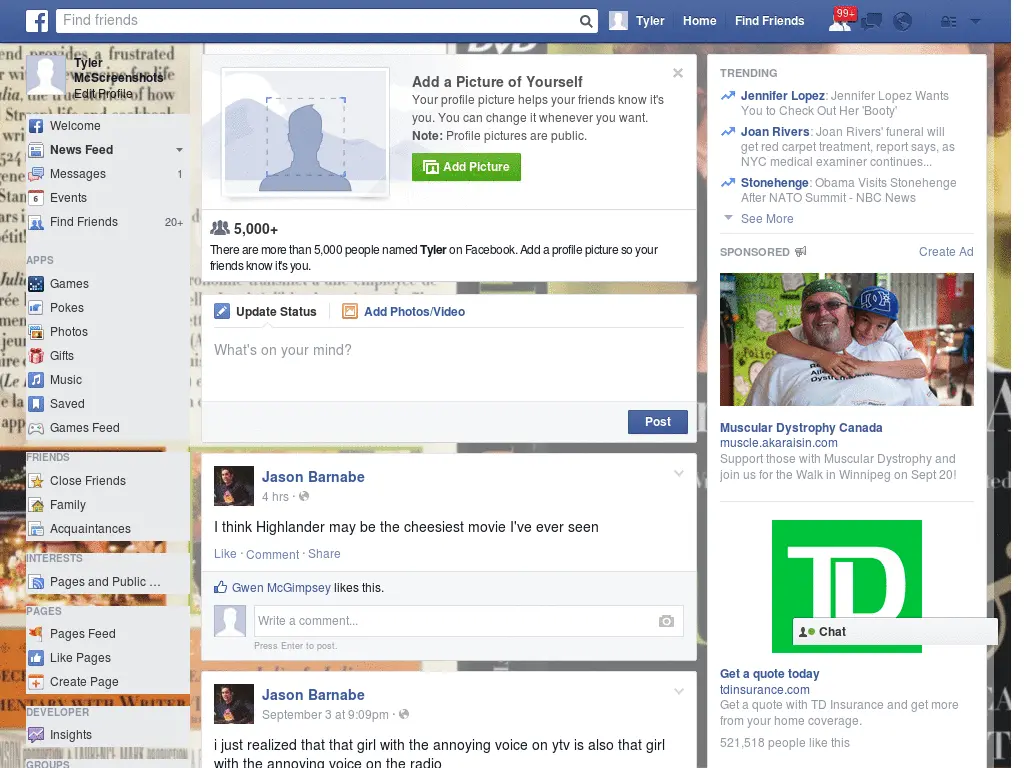 Find friends
Tyler
Home
Find Friends
99+
Tyler
McScreenshots
Edit Profile
Welcome
News Feed
Messages 1
Events
Find Friends 20+
APPS
Games
Pokes
Photos
Gifts
Music
Saved
Games Feed
FRIENDS
Close Friends
Family
Acquaintances
INTERESTS
Pages and Public ...
PAGES
Pages Feed
Like Pages
Create Page
DEVELOPER
Insights
GROUPS
Add a Picture of Yourself
Your profile picture helps your friends know it's
you. You can change it whenever you want.
Note: Profile pictures are public.
Add Picture
5,000+
There are more than 5,000 people named Tyler on Facebook. Add a profile picture so your
friends know it's you.
Update Status
Add Photos/Video
What's on your mind?
Post
Jason Barnabe
4 hrs ·
I think Highlander may be the cheesiest movie I've ever seen
Like · Comment · Share
Gwen McGimpsey likes this.
Write a comment...
Press Enter to post.
Jason Barnabe
September 3 at 9:09pm ·
i just realized that that girl with the annoying voice on ytv is also that girl
with the annoying voice on the radio
TRENDING
Jennifer Lopez: Jennifer Lopez Wants
You to Check Out Her 'Booty'
Joan Rivers: Joan Rivers' funeral will
get red carpet treatment, report says, as
NYC medical examiner continues...
Stonehenge: Obama Visits Stonehenge
After NATO Summit - NBC News
See More
SPONSORED
Create Ad
Muscular Dystrophy Canada
muscle.akaraisin.com
Support those with Muscular Dystrophy and
join us for the Walk in Winnipeg on Sept 20!
TD
Chat
Get a quote today
tdinsurance.com
Get a quote with TD Insurance and get more
from your home coverage.
521,518 people like this